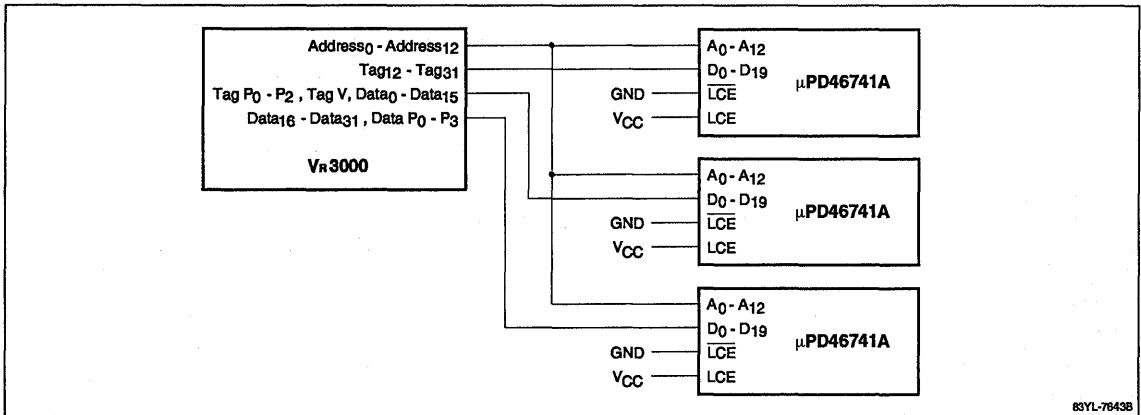 Address0 - Address12
Tag12 - Tag31
Tag P0 - P2 , Tag V, Data0 - Data15
Data16 - Data31 , Data P0 - P3
VR3000
A0 - A12
D0 - D19
LCE
LCE
μPD46741A
GND
VCC
A0 - A12
D0 - D19
LCE
LCE
μPD46741A
GND
VCC
A0 - A12
D0 - D19
LCE
LCE
μPD46741A
GND
VCC
83YL-7643B